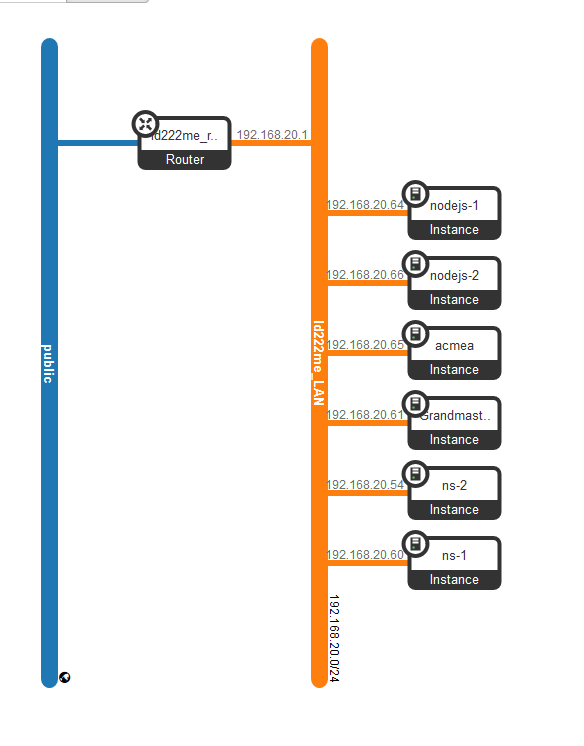 public
ld222me_r..
Router
192.168.20.1
ld222me_LAN
192.168.20.0/24
192.168.20.64
nodejs-1
Instance
192.168.20.66
nodejs-2
Instance
192.168.20.65
acmea
Instance
192.168.20.61
Grandmast..
Instance
192.168.20.54
ns-2
Instance
192.168.20.60
ns-1
Instance